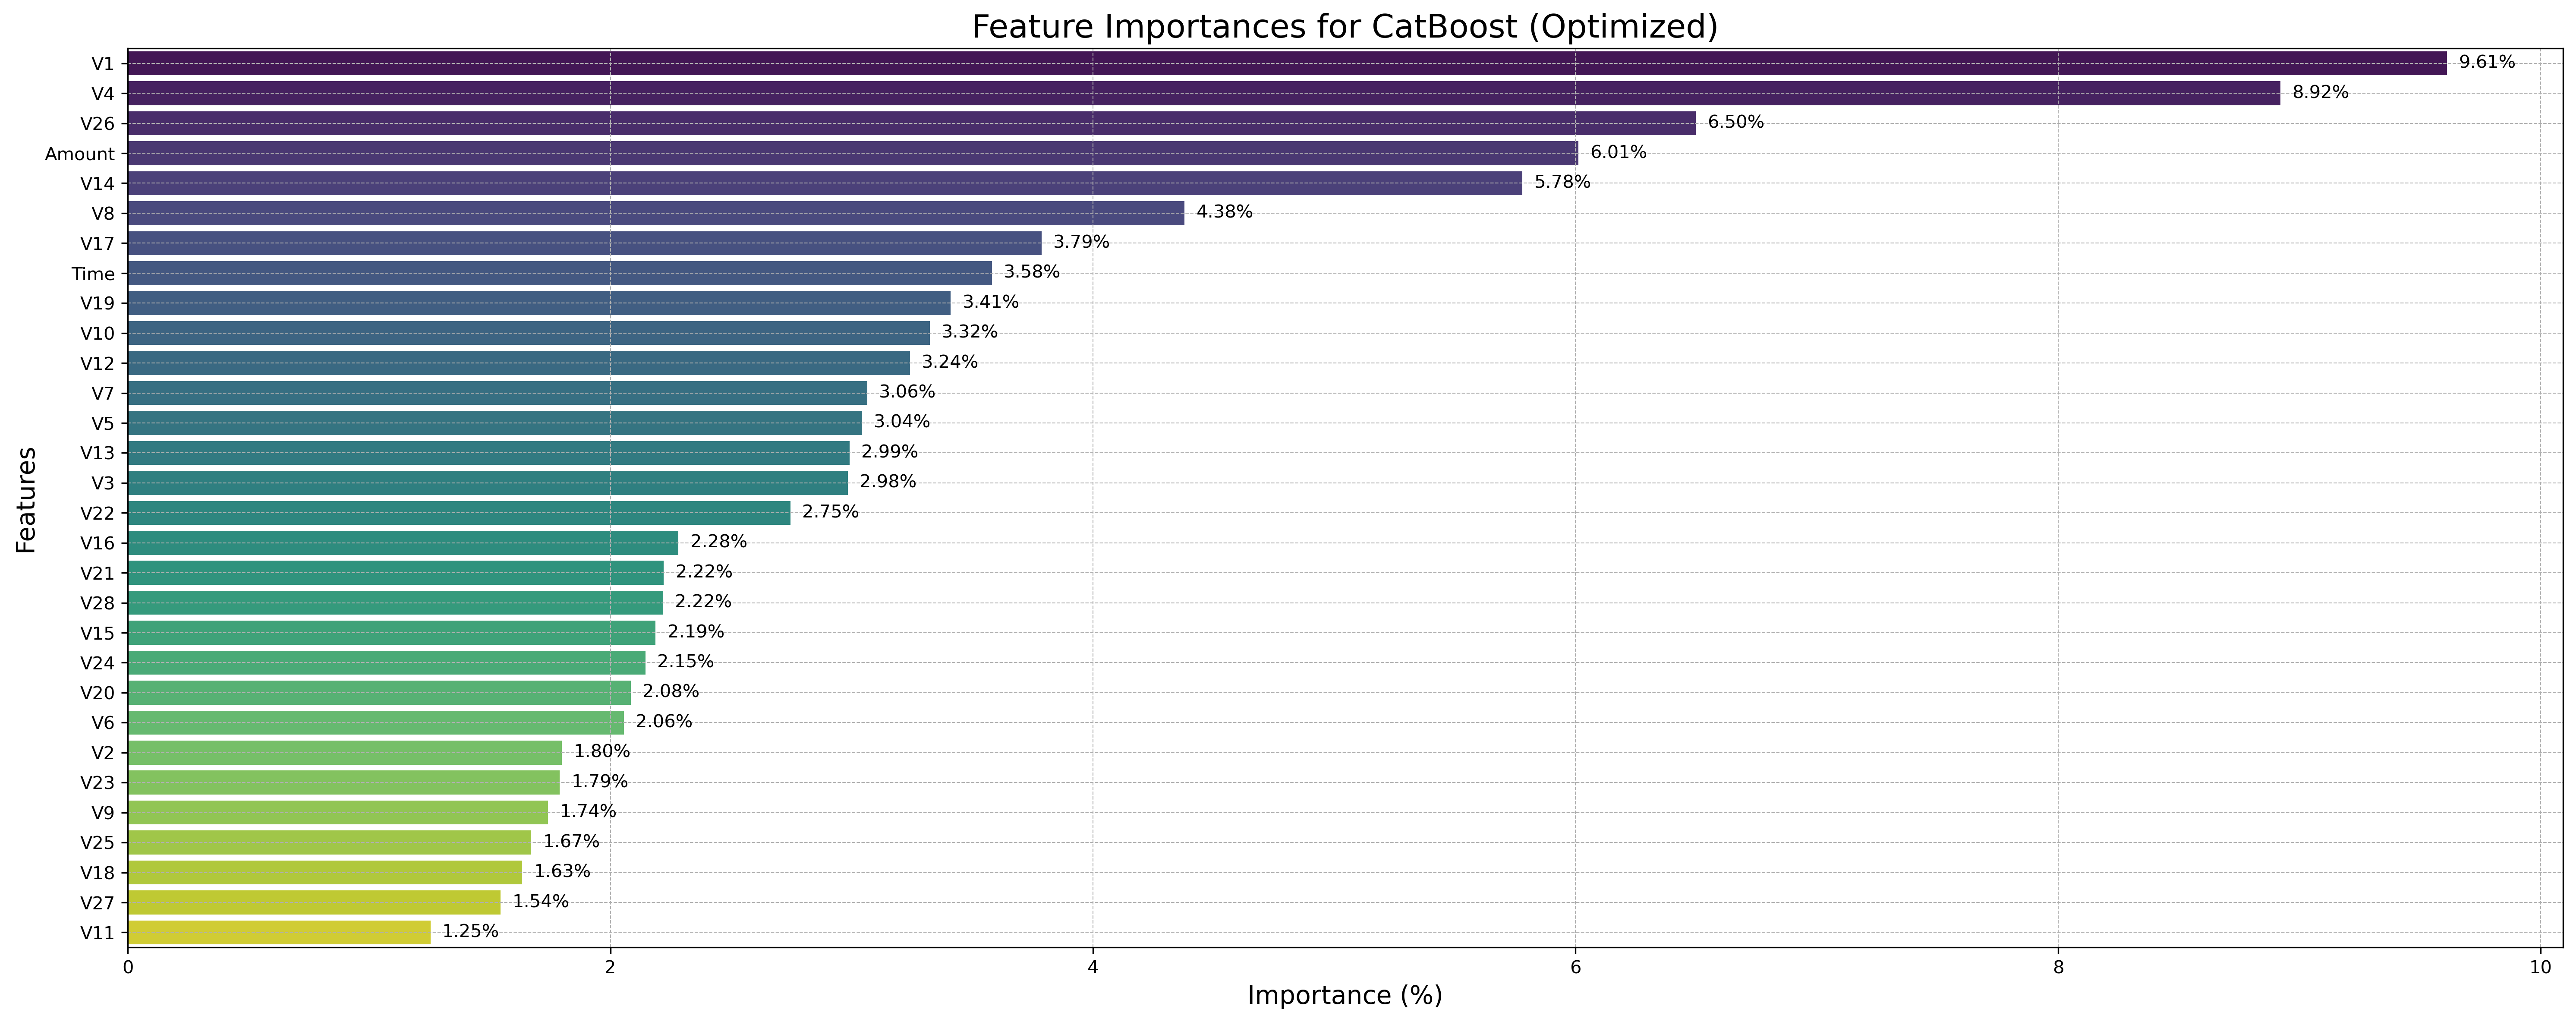 Feature Importances for CatBoost (Optimized)
Features
V1 9.61%
V4 8.92%
V26 6.50%
Amount 6.01%
V14 5.78%
V8 4.38%
V17 3.79%
Time 3.58%
V19 3.41%
V10 3.32%
V12 3.24%
V7 3.06%
V5 3.04%
V13 2.99%
V3 2.98%
V22 2.75%
V16 2.28%
V21 2.22%
V28 2.22%
V15 2.19%
V24 2.15%
V20 2.08%
V6 2.06%
V2 1.80%
V23 1.79%
V9 1.74%
V25 1.67%
V18 1.63%
V27 1.54%
V11 1.25%
0 2 4 6 8 10
Importance (%)